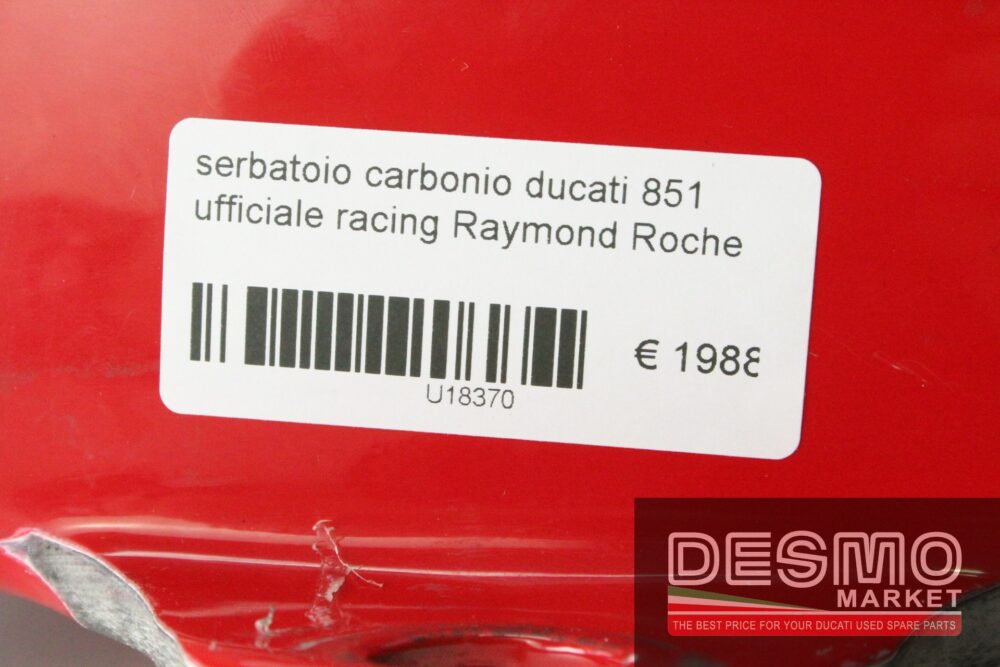 serbatoio carbonio ducati 851
ufficiale racing Raymond Roche
€ 1988
U18370
DESMO
MARKET
THE BEST PRICE FOR YOUR DUCATI USED SPARE PARTS